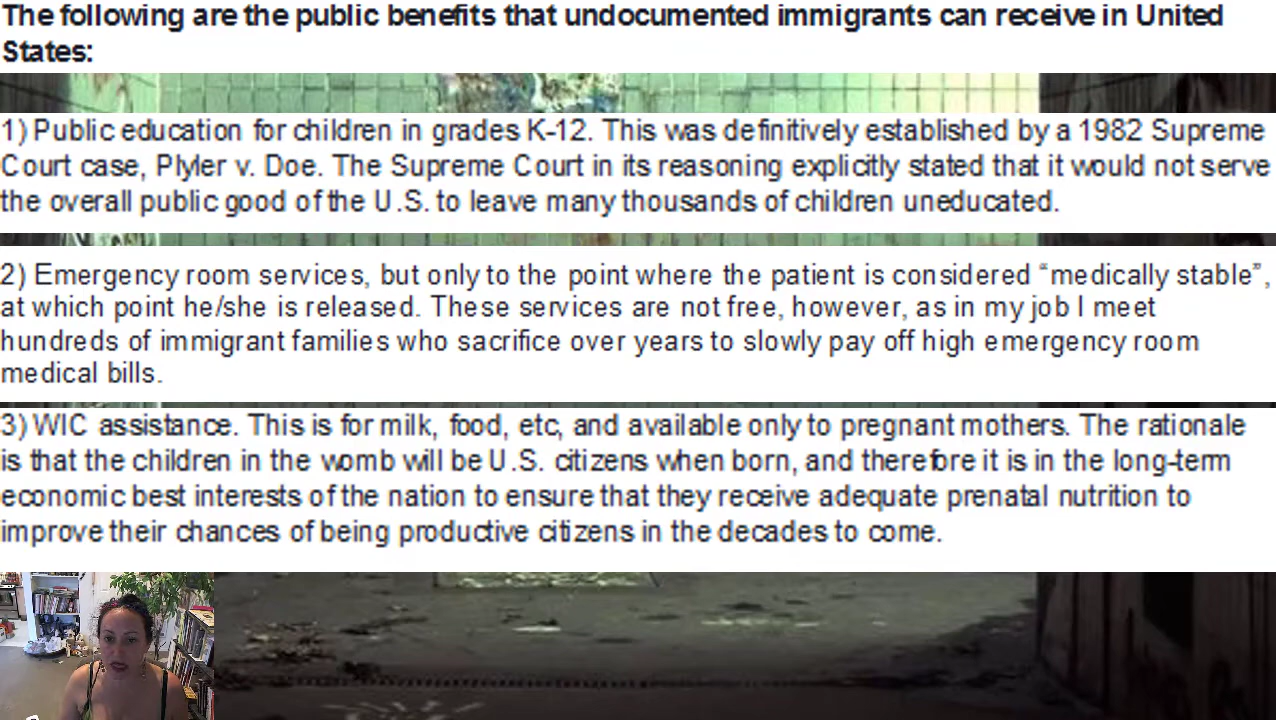 The following are the public benefits that undocumented immigrants can receive in United
States:
1) Public education for children in grades K-12. This was definitively established by a 1982 Supreme
Court case, Plyler v. Doe. The Supreme Court in its reasoning explicitly stated that it would not serve
the overall public good of the U.S. to leave many thousands of children uneducated.
2) Emergency room services, but only to the point where the patient is considered “medically stable”,
at which point he/she is released. These services are not free, however, as in my job I meet
hundreds of immigrant families who sacrifice over years to slowly pay off high emergency room
medical bills.
3) WIC assistance. This is for milk, food, etc, and available only to pregnant mothers. The rationale
is that the children in the womb will be U.S. citizens when born, and therefore it is in the long-term
economic best interests of the nation to ensure that they receive adequate prenatal nutrition to
improve their chances of being productive citizens in the decades to come.